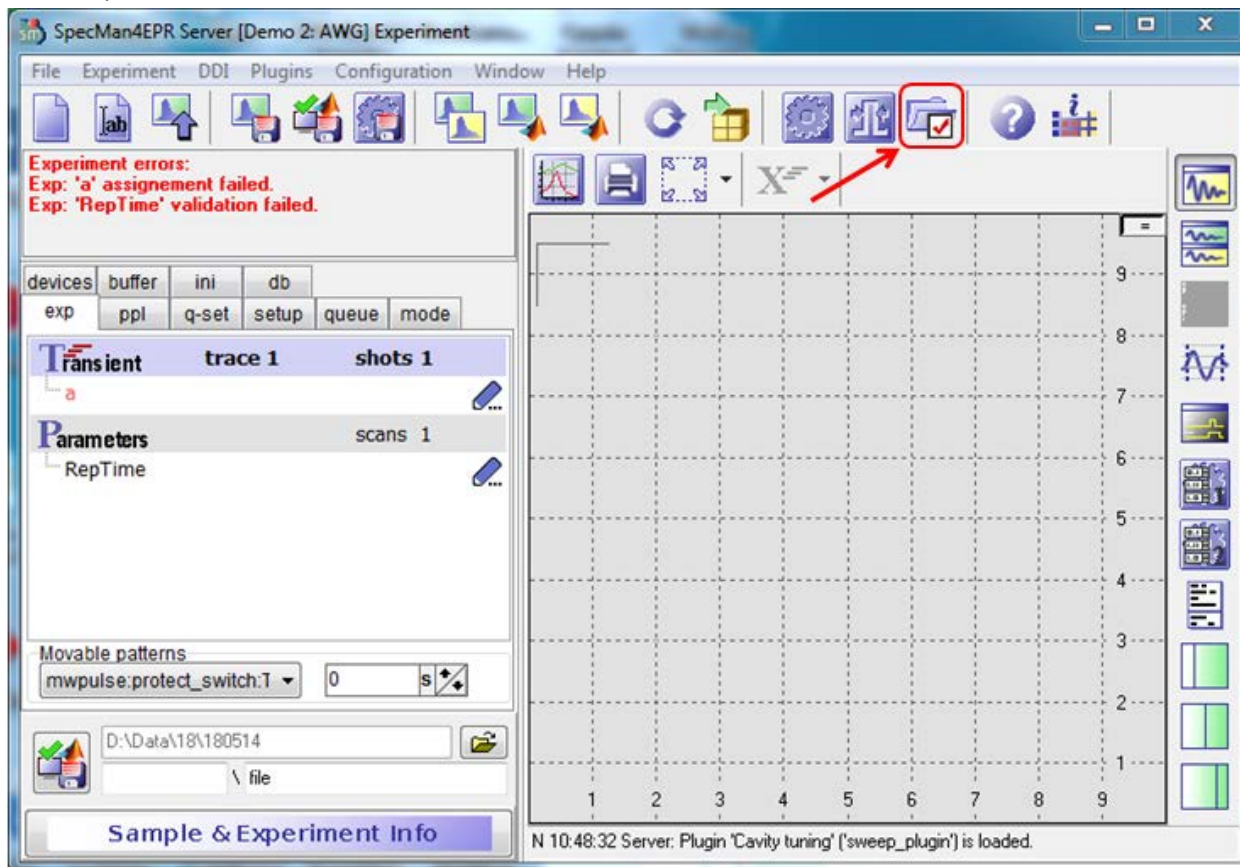 SpecMan4EPR Server [Demo 2: AWG] Experiment
File Experiment DDI Plugins Configuration Window Help
Experiment errors:
Exp: 'a' assignement failed.
Exp: 'RepTime' validation failed.
devices buffer ini db
exp ppl q-set setup queue mode
Transient trace 1 shots 1
a
Parameters scans 1
RepTime
Movable patterns
mwpulse:protect_switch:T 0 s
D:\Data\18\180514
\ file
Sample & Experiment Info
=
9
8
7
6
5
4
3
2
1
1 2 3 4 5 6 7 8 9
N 10:48:32 Server: Plugin 'Cavity tuning' ('sweep_plugin') is loaded.